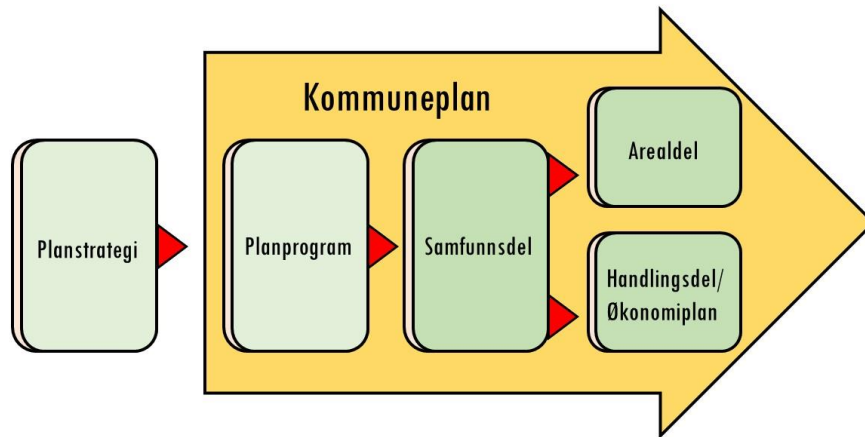 Kommuneplan
Planstrategi
Planprogram
Samfunnsdel
Arealdel
Handlingsdel/
Økonomiplan